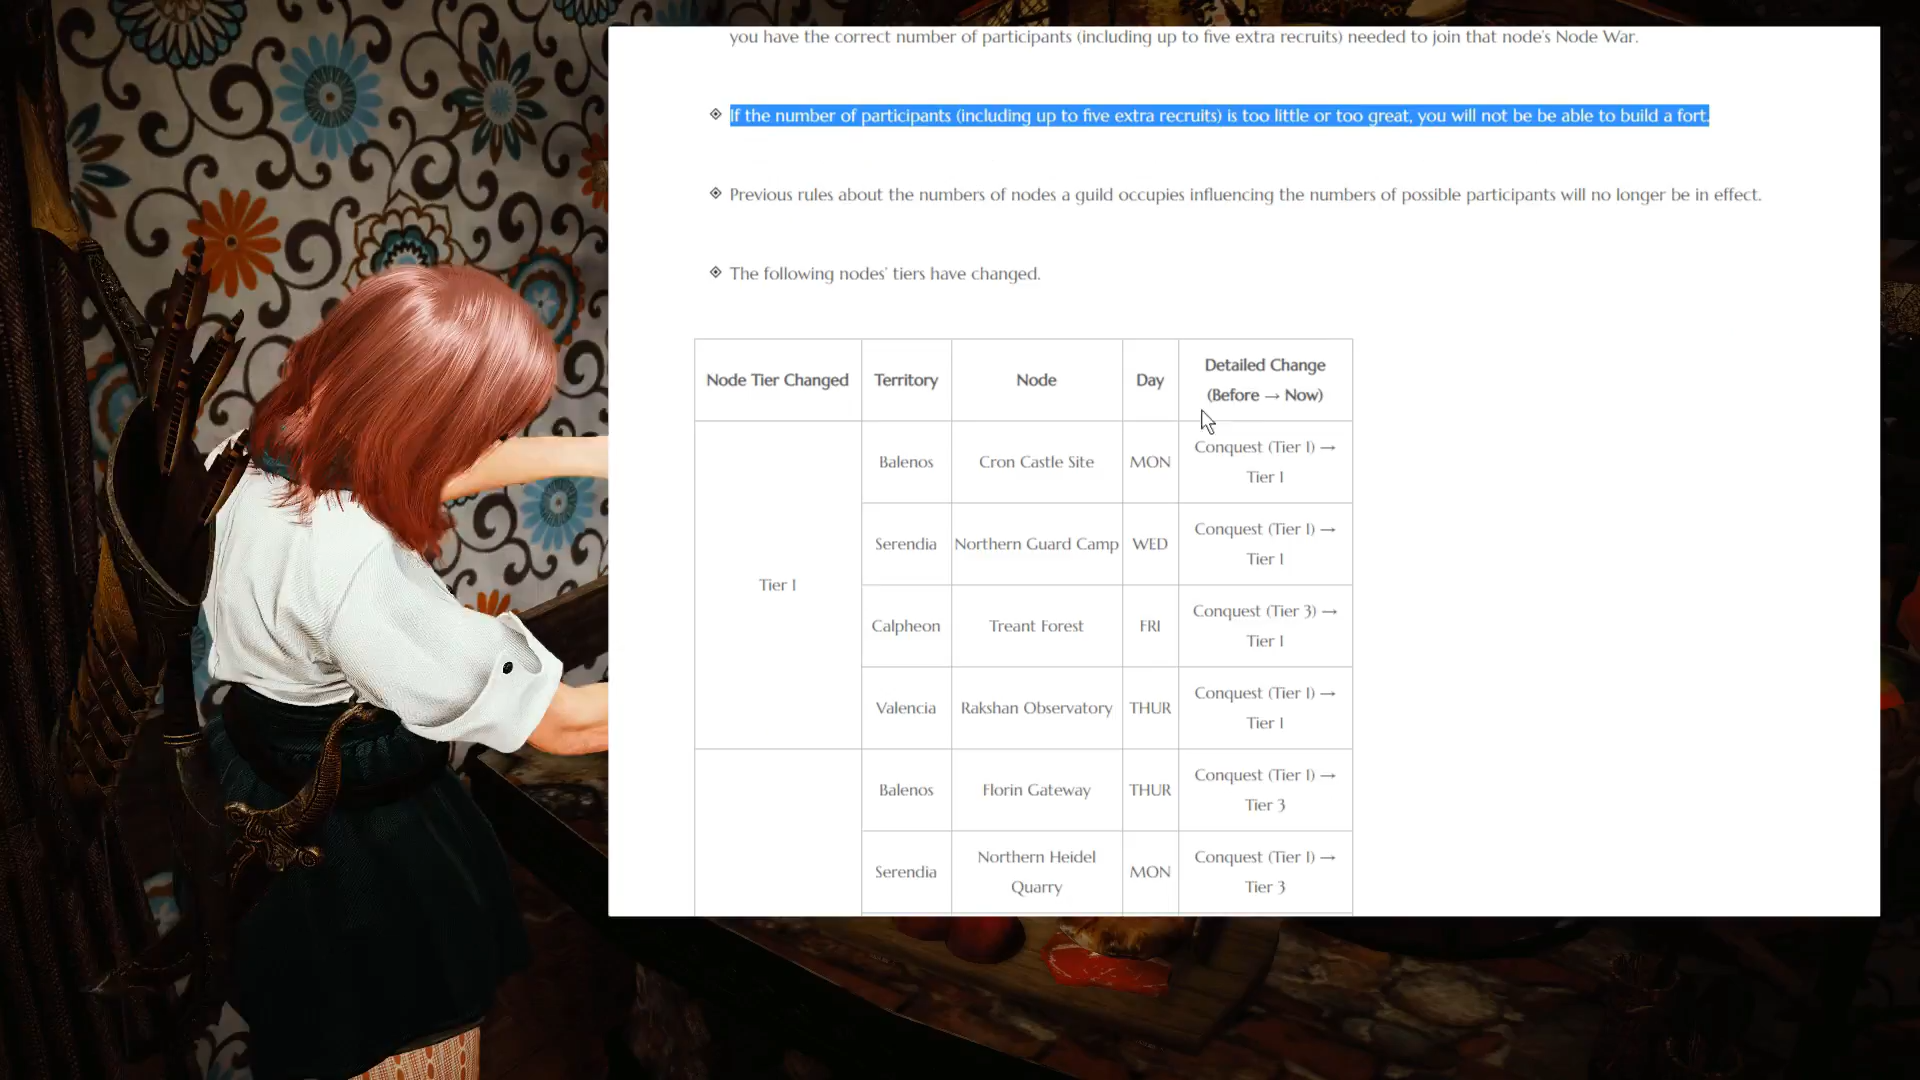 you have the correct number of participants (including up to five extra recruits) needed to join that node's Node War.
If the number of participants (including up to five extra recruits) is too little or too great, you will not be be able to build a fort.
Previous rules about the numbers of nodes a guild occupies influencing the numbers of possible participants will no longer be in effect.
The following nodes' tiers have changed.
Node Tier Changed Territory Node Day Detailed Change
(Before → Now)
Tier 1
Balenos Cron Castle Site MON Conquest (Tier 1) →
Tier 1
Serendia Northern Guard Camp WED Conquest (Tier 1) →
Tier 1
Calpheon Treant Forest FRI Conquest (Tier 3) →
Tier 1
Valencia Rakshan Observatory THUR Conquest (Tier 1) →
Tier 1
Balenos Florin Gateway THUR Conquest (Tier 1) →
Tier 3
Serendia Northern Heidel
Quarry MON Conquest (Tier 1) →
Tier 3